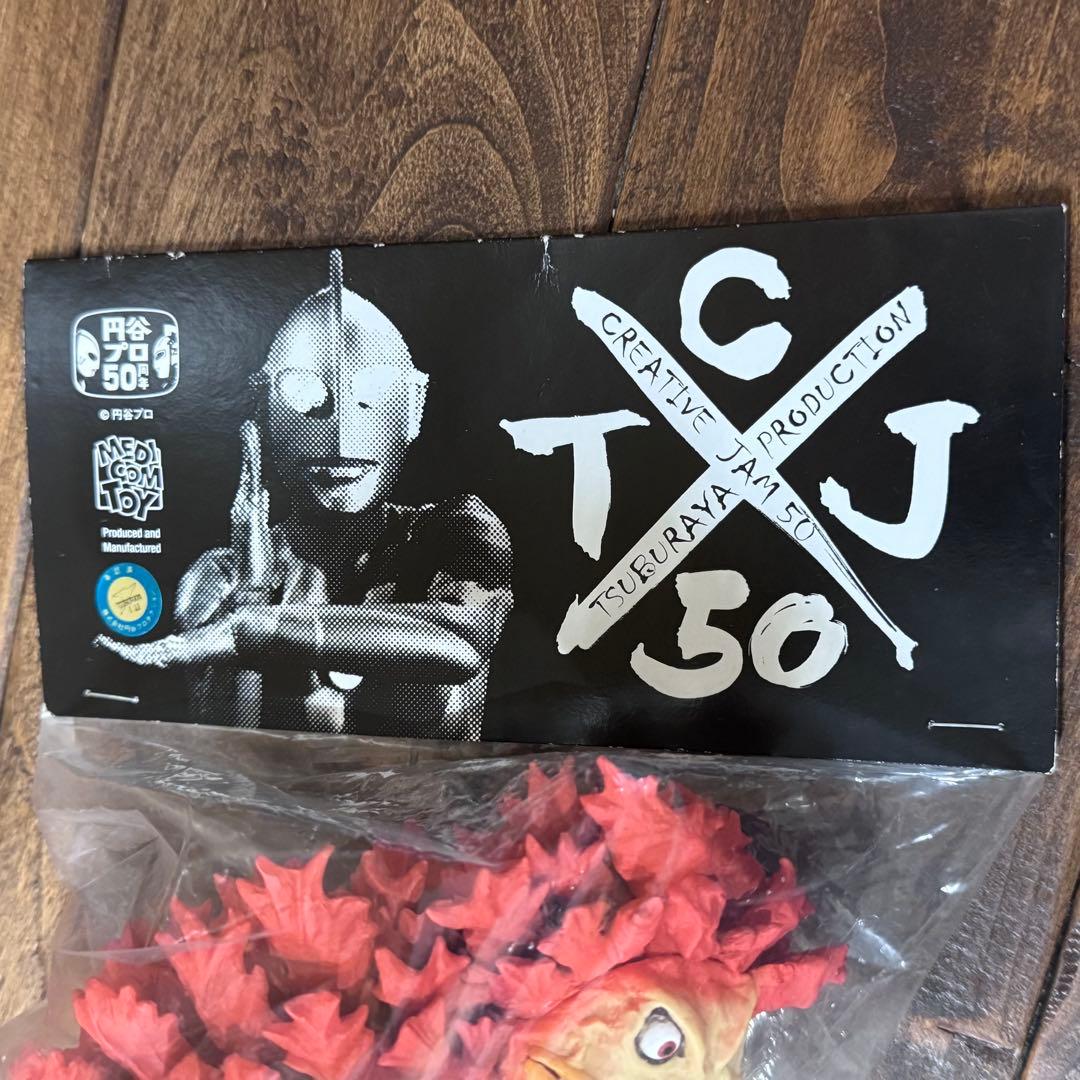 円谷
プロ
50周年
©円谷プロ
MEDI
COM
TOY
Produced and
Manufactured
C
T
J
50
CREATIVE JAM 50
TSUBURAYA PRODUCTION